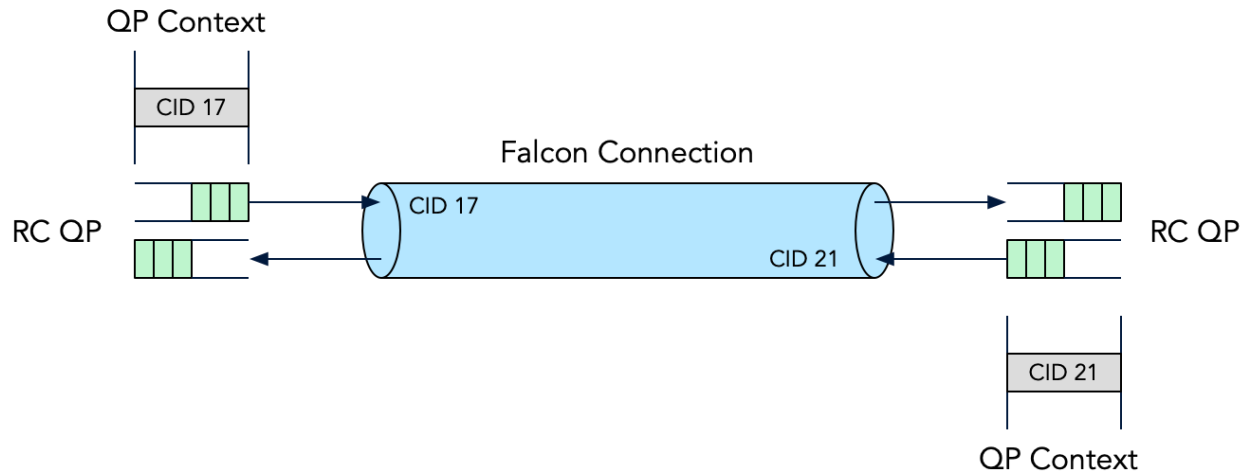 QP Context
CID 17
Falcon Connection
CID 17
RC QP
RC QP
CID 21
CID 21
QP Context